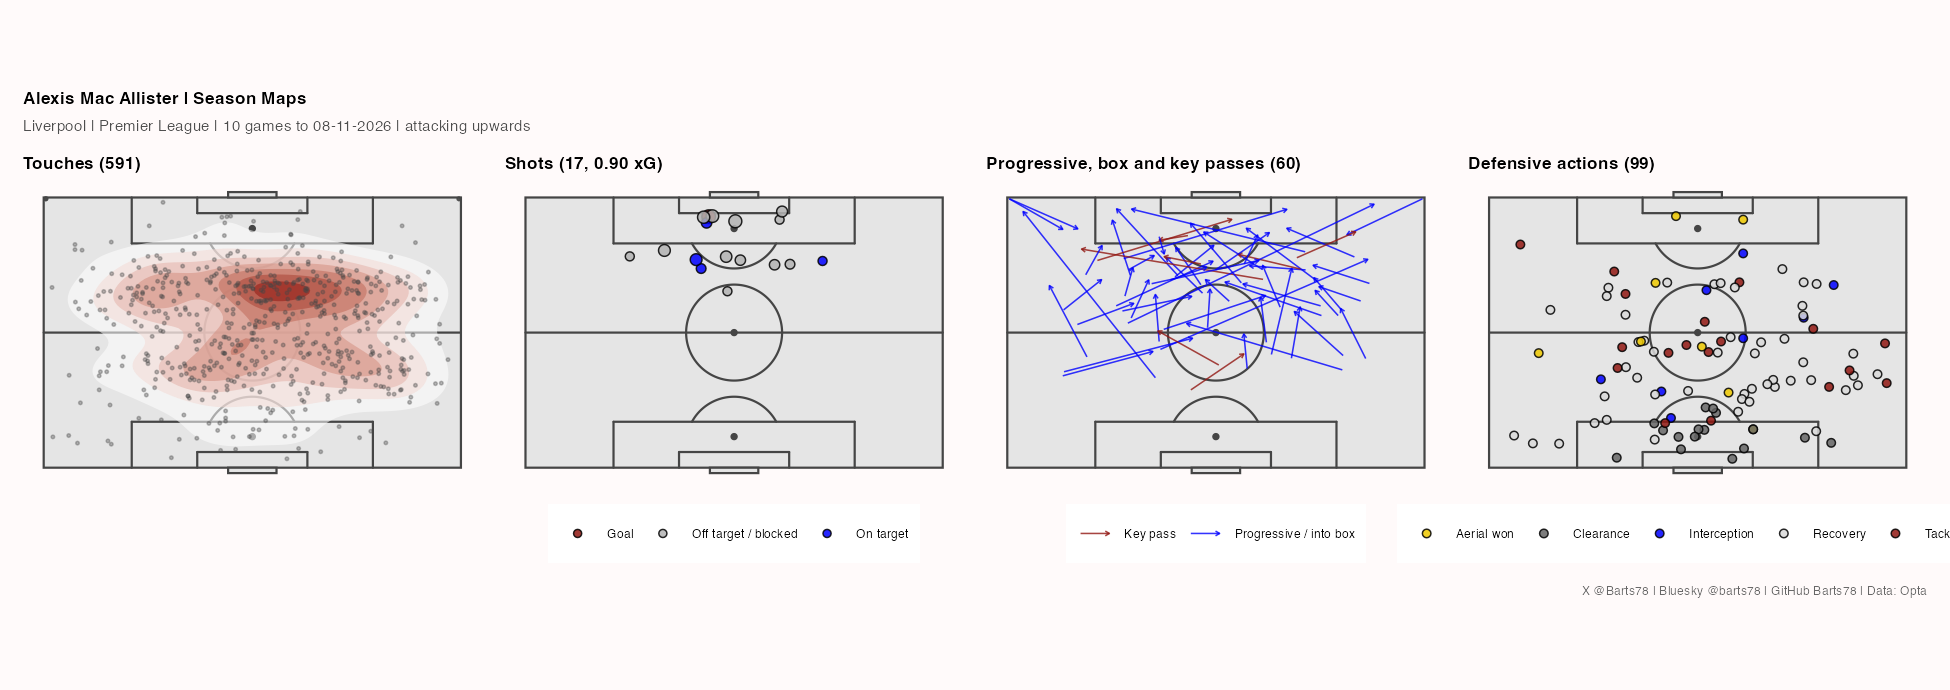 Alexis Mac Allister | Season Maps
Liverpool | Premier League | 10 games to 08-11-2026 | attacking upwards
Touches (591)
Shots (17, 0.90 xG)
Progressive, box and key passes (60)
Defensive actions (99)
Goal
Off target / blocked
On target
Key pass
Progressive / into box
Aerial won
Clearance
Interception
Recovery
Tack
X @Barts78 | Bluesky @barts78 | GitHub Barts78 | Data: Opta